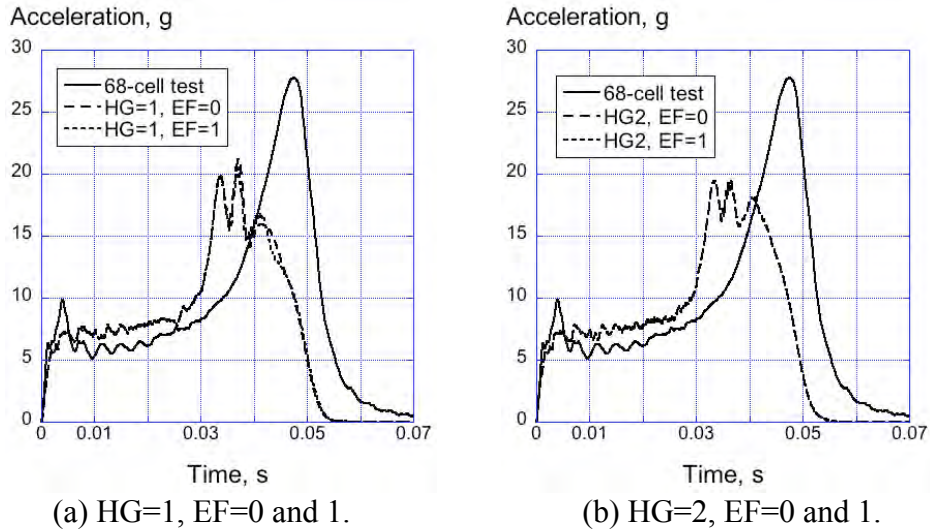 Acceleration, g
30
25
20
15
10
5
0
68-cell test
HG=1, EF=0
HG=1, EF=1
0 0.01 0.03 0.05 0.07
Time, s
(a) HG=1, EF=0 and 1.
Acceleration, g
30
25
20
15
10
5
0
68-cell test
HG2, EF=0
HG2, EF=1
0 0.01 0.03 0.05 0.07
Time, s
(b) HG=2, EF=0 and 1.